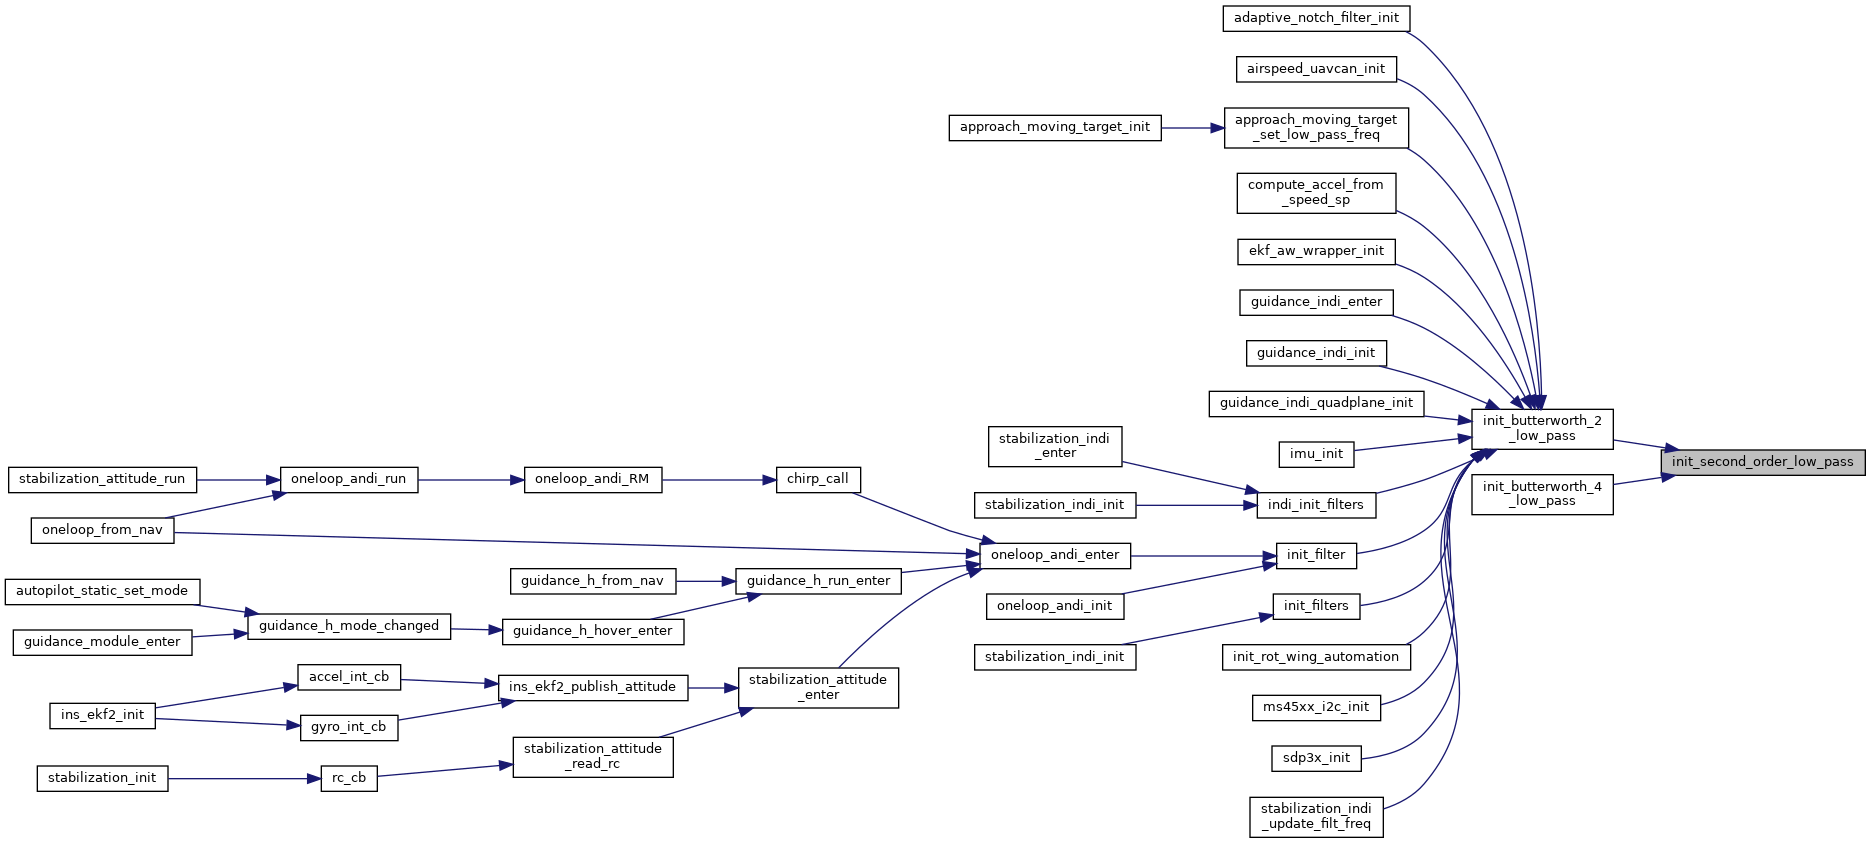 adaptive_notch_filter_init
airspeed_uavcan_init
approach_moving_target_init
approach_moving_target
_set_low_pass_freq
compute_accel_from
_speed_sp
ekf_aw_wrapper_init
guidance_indi_enter
guidance_indi_init
guidance_indi_quadplane_init
init_butterworth_2
_low_pass
stabilization_indi
_enter
imu_init
init_second_order_low_pass
stabilization_attitude_run
oneloop_andi_run
oneloop_andi_RM
chirp_call
init_butterworth_4
_low_pass
stabilization_indi_init
indi_init_filters
oneloop_from_nav
oneloop_andi_enter
init_filter
guidance_h_from_nav
guidance_h_run_enter
autopilot_static_set_mode
oneloop_andi_init
init_filters
guidance_h_mode_changed
guidance_h_hover_enter
guidance_module_enter
stabilization_indi_init
init_rot_wing_automation
accel_int_cb
ins_ekf2_publish_attitude
stabilization_attitude
_enter
ms45xx_i2c_init
ins_ekf2_init
gyro_int_cb
stabilization_attitude
_read_rc
sdp3x_init
stabilization_init
rc_cb
stabilization_indi
_update_filt_freq